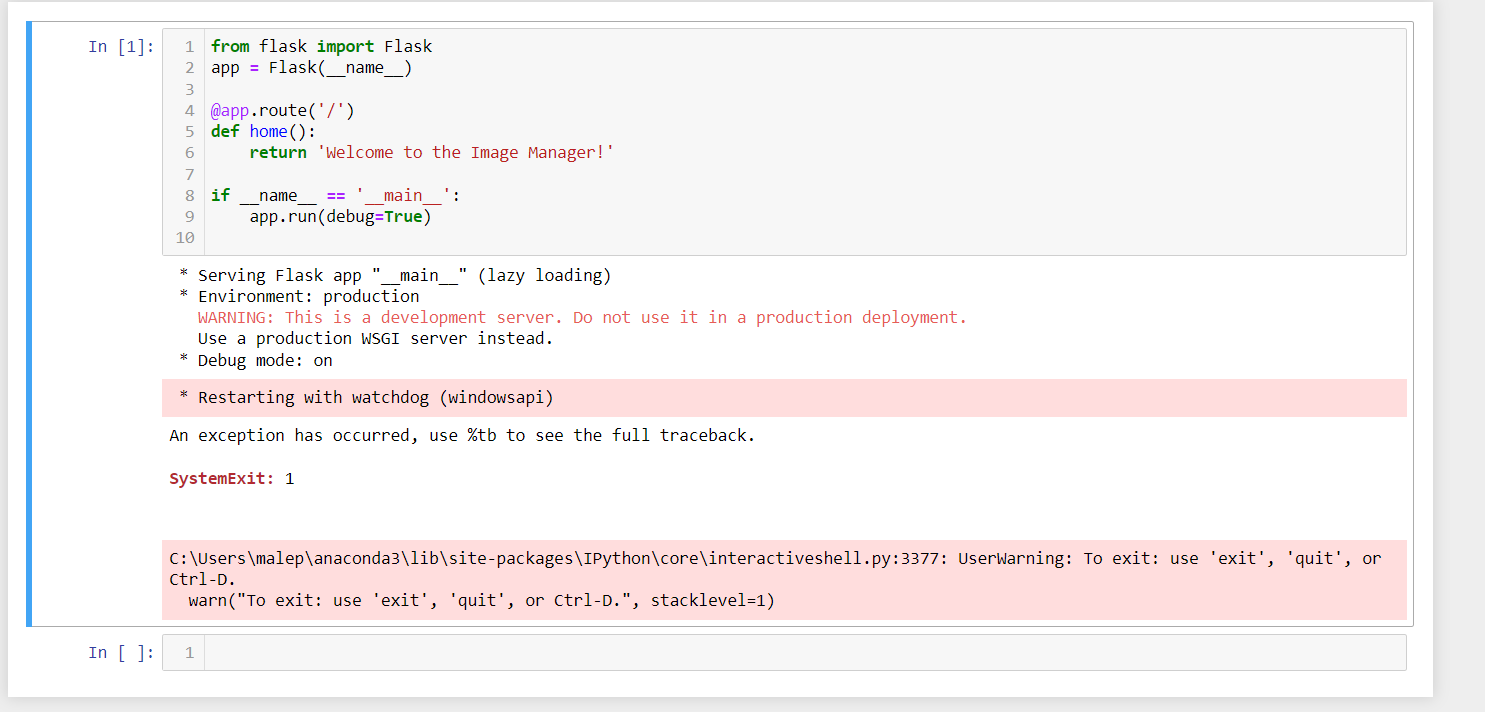 In [1]:
1 from flask import Flask
2 app = Flask(__name__)
3
4 @app.route('/')
5 def home():
6     return 'Welcome to the Image Manager!'
7
8 if __name__ == '__main__':
9     app.run(debug=True)
10
 * Serving Flask app "__main__" (lazy loading)
 * Environment: production
   WARNING: This is a development server. Do not use it in a production deployment.
   Use a production WSGI server instead.
 * Debug mode: on
 * Restarting with watchdog (windowsapi)
An exception has occurred, use %tb to see the full traceback.
SystemExit: 1
C:\Users\malep\anaconda3\lib\site-packages\IPython\core\interactiveshell.py:3377: UserWarning: To exit: use 'exit', 'quit', or
Ctrl-D.
  warn("To exit: use 'exit', 'quit', or Ctrl-D.", stacklevel=1)
In [ ]:
1